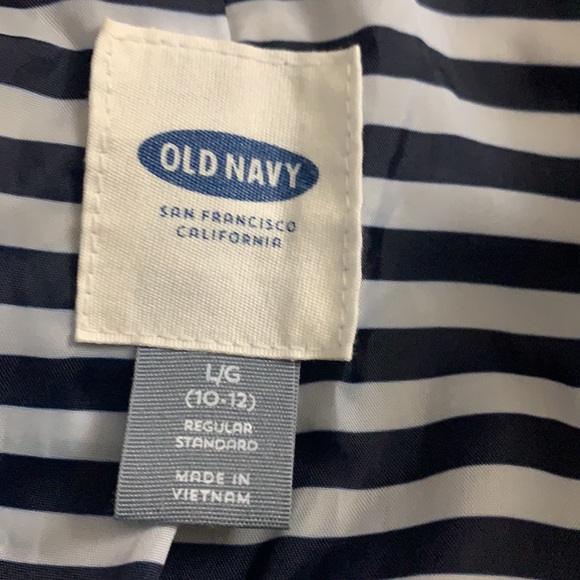 OLD NAVY
SAN FRANCISCO
CALIFORNIA
L/G
(10-12)
REGULAR
STANDARD
MADE IN
VIETNAM